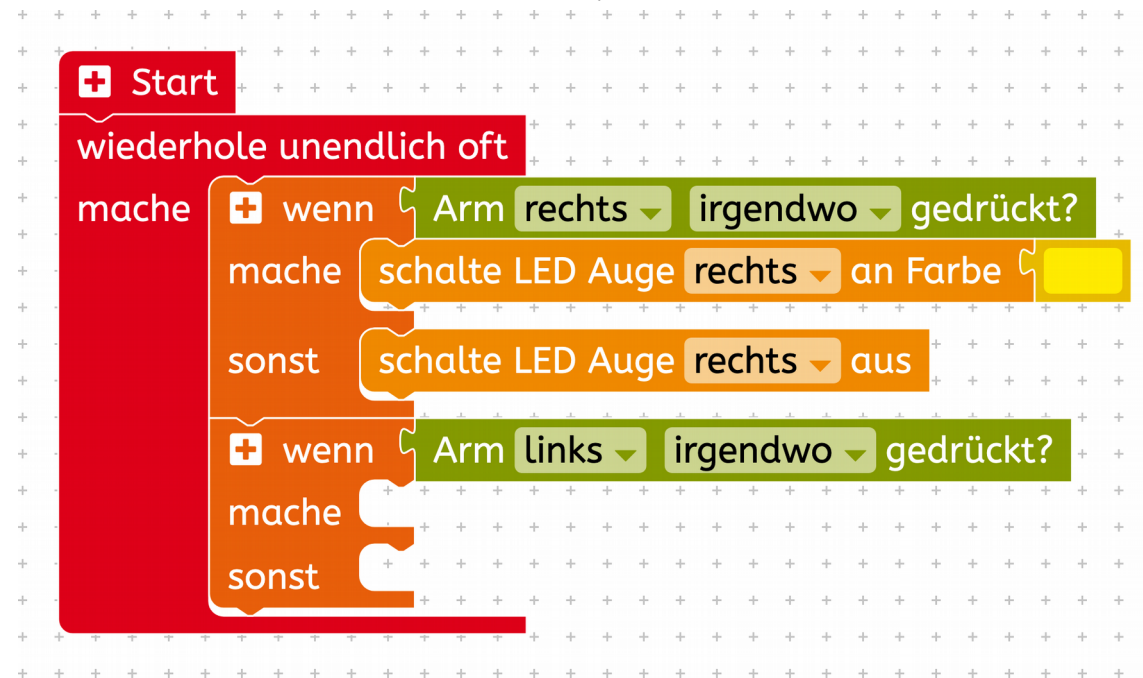 Start
wiederhole unendlich oft
mache wenn Arm rechts irgendwo gedrückt?
mache schalte LED Auge rechts an Farbe
sonst schalte LED Auge rechts aus
wenn Arm links irgendwo gedrückt?
mache
sonst